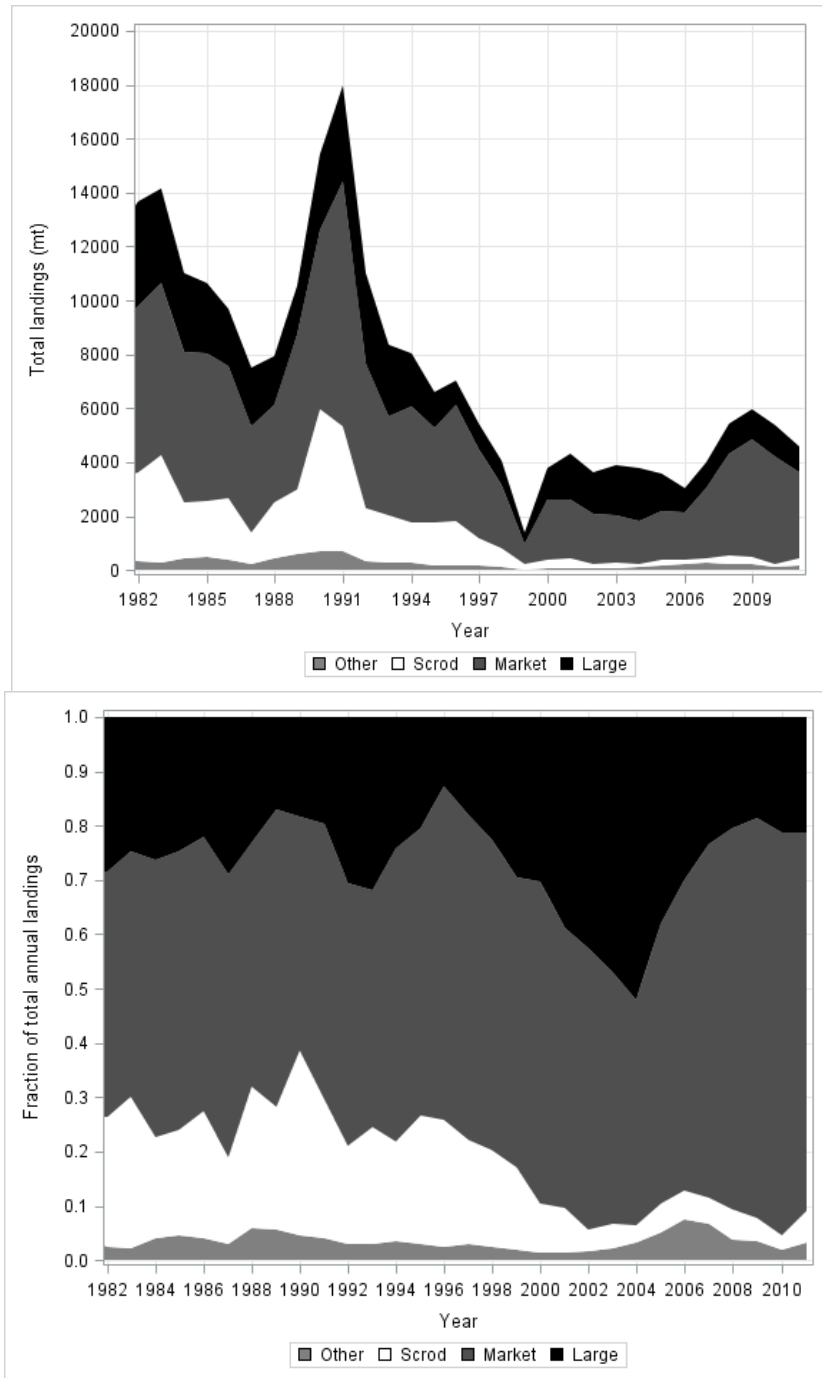 20000
18000
16000
14000
12000
10000
8000
6000
4000
2000
0
Total landings (mt)
1982 1985 1988 1991 1994 1997 2000 2003 2006 2009
Year
Other Scrod Market Large
1.0
0.9
0.8
0.7
0.6
0.5
0.4
0.3
0.2
0.1
0.0
Fraction of total annual landings
1982 1984 1986 1988 1990 1992 1994 1996 1998 2000 2002 2004 2006 2008 2010
Year
Other Scrod Market Large